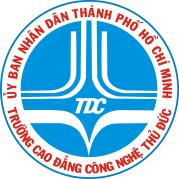 ỦY BAN NHÂN DÂN THÀNH PHỐ HỒ CHÍ MINH
TDC
TRƯỜNG CAO ĐẲNG CÔNG NGHỆ THỦ ĐỨC